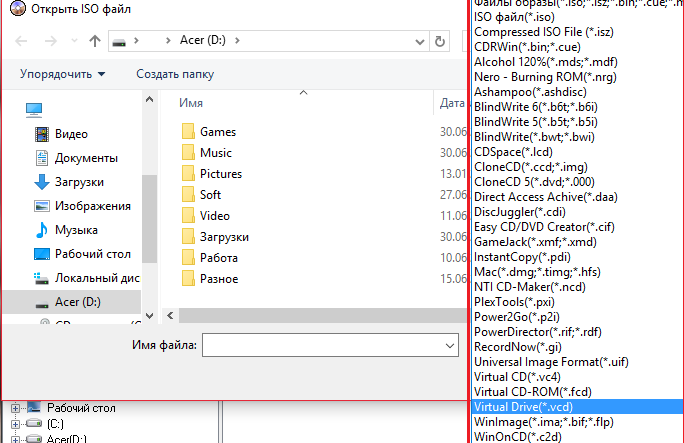 Открыть ISO файл
Acer (D:)
Упорядочить
Создать папку
Имя
Дата
Видео
Документы
Загрузки
Изображения
Музыка
Рабочий стол
Локальный дис
Acer (D:)
Games
30.06
Music
30.06
Pictures
13.01
Soft
27.06
Video
11.06
Загрузки
30.06
Работа
10.06
Разное
15.06
Имя файла:
Рабочий стол
(C:)
Acer(D:)
Файлы образы(*.iso;*.isz;*.bin;*.cue;*.m
ISO файл(*.iso)
Compressed ISO File (*.isz)
CDRWin(*.bin;*.cue)
Alcohol 120%(*.mds;*.mdf)
Nero - Burning ROM(*.nrg)
Ashampoo(*.ashdisc)
BlindWrite 6(*.b6t;*.b6i)
BlindWrite 5(*.b5t;*.b5i)
BlindWrite(*.bwt;*.bwi)
CDSpace(*.lcd)
CloneCD(*.ccd;*.img)
CloneCD 5(*.dvd;*.000)
Direct Access Achive(*.daa)
DiscJuggler(*.cdi)
Easy CD/DVD Creator(*.cif)
GameJack(*.xmf;*.xmd)
InstantCopy(*.pdi)
Mac(*.dmg;*.timg;*.hfs)
NTI CD-Maker(*.ncd)
PlexTools(*.pxi)
Power2Go(*.p2i)
PowerDirector(*.rif;*.rdf)
RecordNow(*.gi)
Universal Image Format(*.uif)
Virtual CD(*.vc4)
Virtual CD-ROM(*.fcd)
Virtual Drive(*.vcd)
WinImage(*.ima;*.bif;*.flp)
WinOnCD(*.c2d)